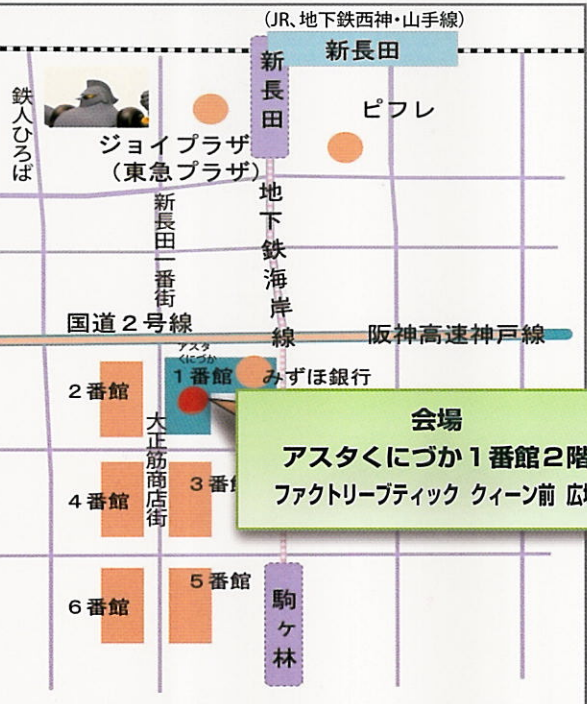 (JR、地下鉄西神・山手線)
新長田
新長田
鉄人ひろば
ピフレ
ジョイプラザ
(東急プラザ)
新長田一番街
地下鉄海岸線
国道2号線
阪神高速神戸線
アスタ
くにづか
1番館
みずほ銀行
2番館
会場
アスタくにづか1番館2階
ファクトリーブティック クィーン前 広場
大正筋商店街
4番館
3番館
6番館
5番館
駒ヶ林